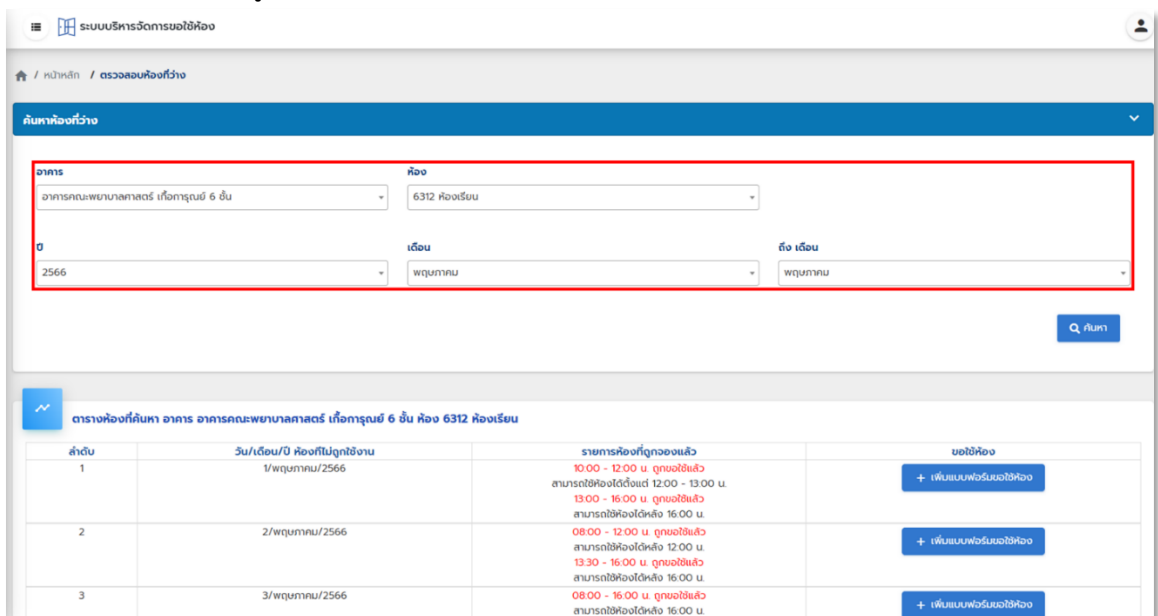 ระบบบริหารจัดการขอใช้ห้อง
/ หน้าหลัก / ตรวจสอบห้องที่ว่าง
ค้นหาห้องที่ว่าง
อาคาร ห้อง
อาคารคณะพยาบาลศาสตร์ เกื้อการุณย์ 6 ชั้น 6312 ห้องเรียน
ปี เดือน ถึง เดือน
2566 พฤษภาคม พฤษภาคม
ค้นหา
ตารางห้องที่ค้นหา อาคาร อาคารคณะพยาบาลศาสตร์ เกื้อการุณย์ 6 ชั้น ห้อง 6312 ห้องเรียน
ลำดับ วัน/เดือน/ปี ห้องที่ไม่ถูกใช้งาน รายการห้องที่ถูกจองแล้ว ขอใช้ห้อง
1 1/พฤษภาคม/2566 10:00 - 12:00 น. ถูกขอใช้แล้ว + เพิ่มแบบฟอร์มขอใช้ห้อง
สามารถใช้ห้องได้ตั้งแต่ 12:00 - 13:00 น.
13:00 - 16:00 น. ถูกขอใช้แล้ว
สามารถใช้ห้องได้หลัง 16:00 น.
2 2/พฤษภาคม/2566 08:00 - 12:00 น. ถูกขอใช้แล้ว + เพิ่มแบบฟอร์มขอใช้ห้อง
สามารถใช้ห้องได้หลัง 12:00 น.
13:30 - 16:00 น. ถูกขอใช้แล้ว
สามารถใช้ห้องได้หลัง 16:00 น.
3 3/พฤษภาคม/2566 08:00 - 16:00 น. ถูกขอใช้แล้ว + เพิ่มแบบฟอร์มขอใช้ห้อง
สามารถใช้ห้องได้หลัง 16:00 น.